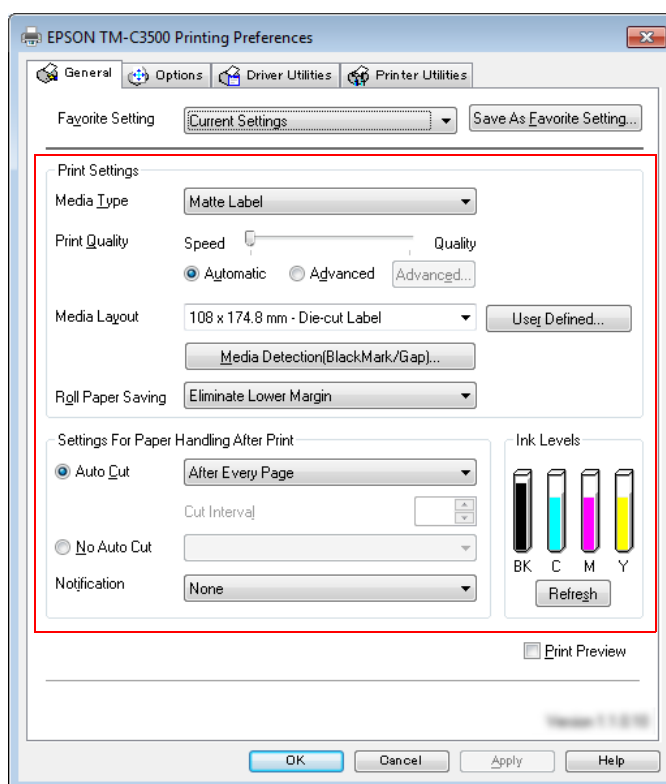 EPSON TM-C3500 Printing Preferences
General Options Driver Utilities Printer Utilities
Favorite Setting Current Settings Save As Favorite Setting...
Print Settings
Media Type Matte Label
Print Quality Speed Quality
Automatic Advanced Advanced...
Media Layout 108 x 174.8 mm - Die-cut Label User Defined...
Media Detection(BlackMark/Gap)...
Roll Paper Saving Eliminate Lower Margin
Settings For Paper Handling After Print
Auto Cut After Every Page
Cut Interval
No Auto Cut
Notification None
Ink Levels
BK C M Y
Refresh
Print Preview
OK Cancel Apply Help